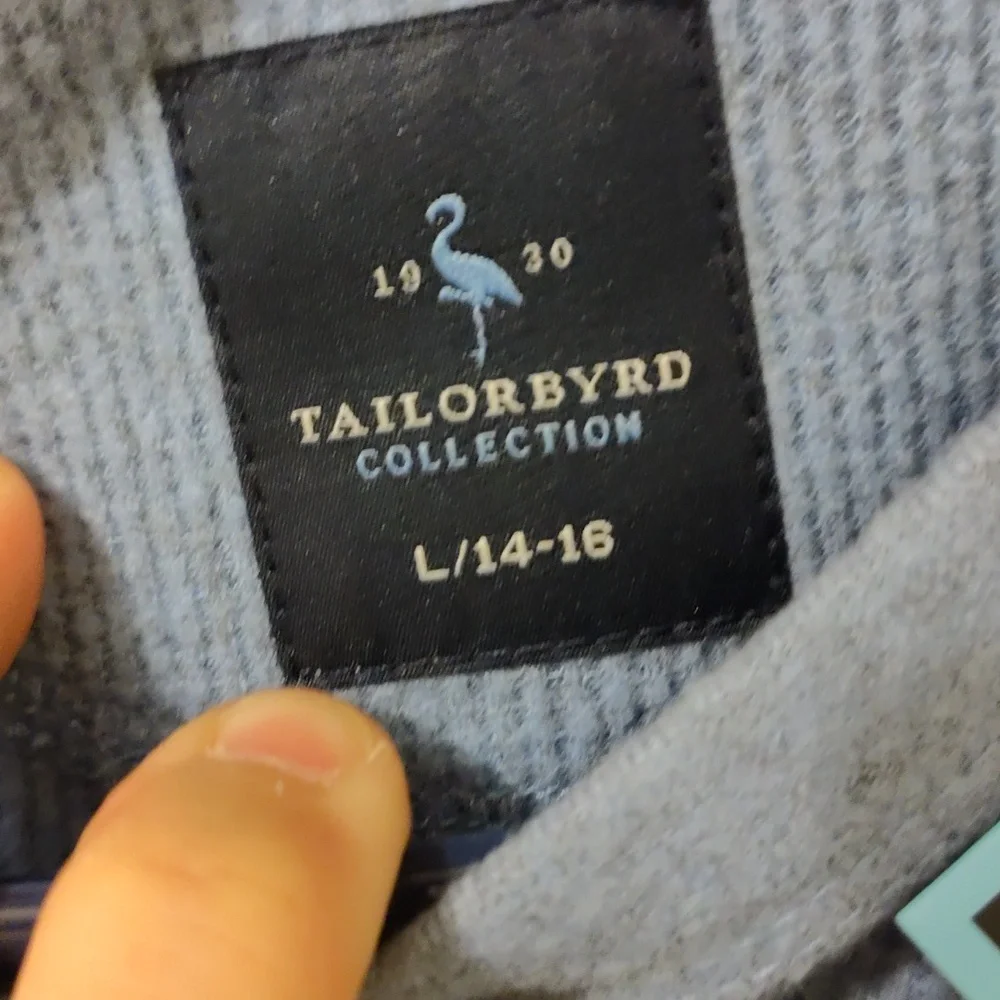 19 30
TAILORBYRD
COLLECTION
L/14-16